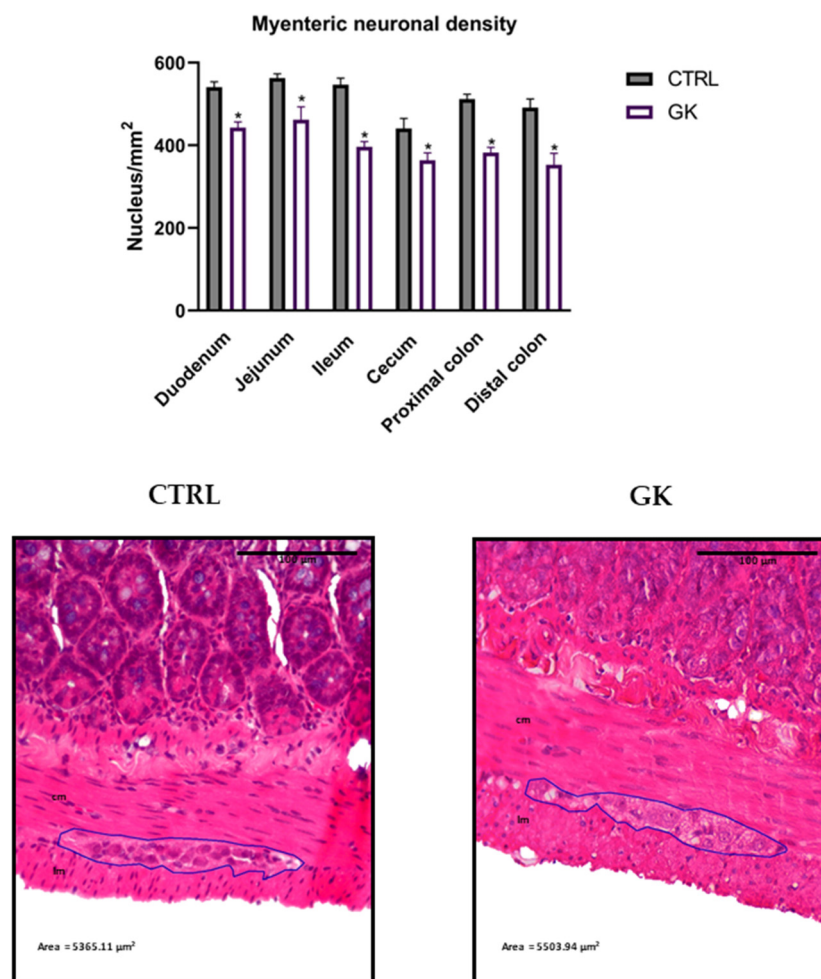 Myenteric neuronal density
CTRL
GK
Nucleus/mm²
600
400
200
0
*
*
*
*
*
*
Duodenum
Jejunum
Ileum
Cecum
Proximal colon
Distal colon
CTRL
GK
100 µm
cm
lm
Area = 5365.11 µm²
100 µm
cm
lm
Area = 5503.94 µm²